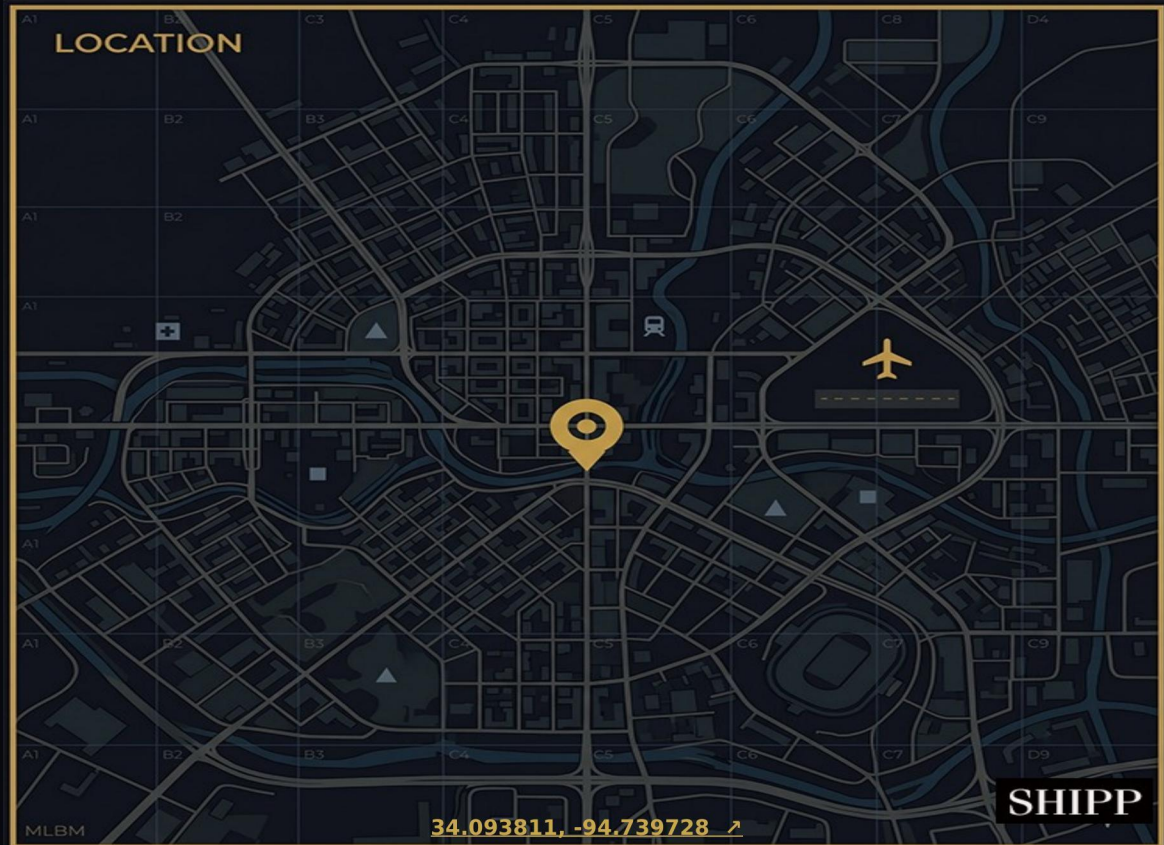 A1 B2 C3 C4 C5 C6 C8 D4
LOCATION
A1 B2 B3 C4 C5 C6 C7 C9
A1 B2
A1
A1
A1 B2 B3 C4 C5 C6 C7 C9
A1 B2 B3 C4 C5 C6 C7 D9
SHIPP
MLBM
34.093811, -94.739728 ↗